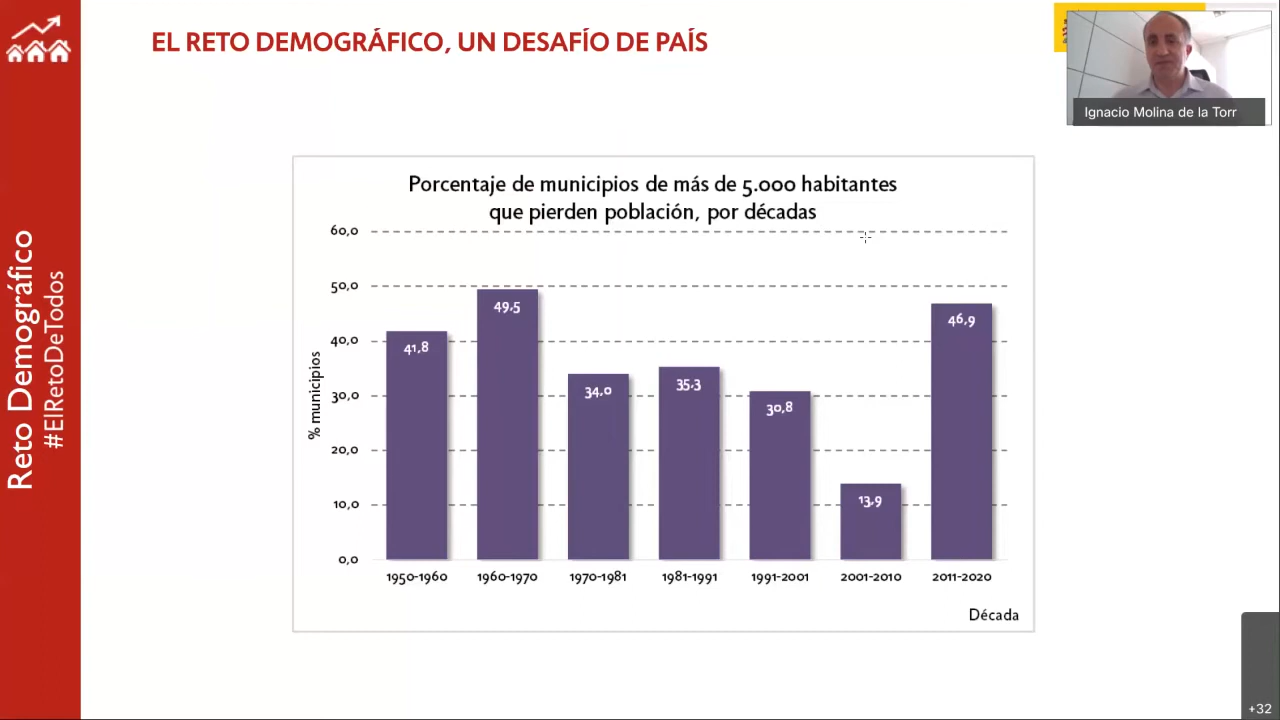 EL RETO DEMOGRÁFICO, UN DESAFÍO DE PAÍS
Ignacio Molina de la Torr
Reto Demográfico
#ElRetoDeTodos
Porcentaje de municipios de más de 5.000 habitantes
que pierden población, por décadas
% municipios
60,0
50,0
40,0
30,0
20,0
10,0
0,0
41,8
49,5
34,0
35,3
30,8
13,9
46,9
1950-1960
1960-1970
1970-1981
1981-1991
1991-2001
2001-2010
2011-2020
Década
+32